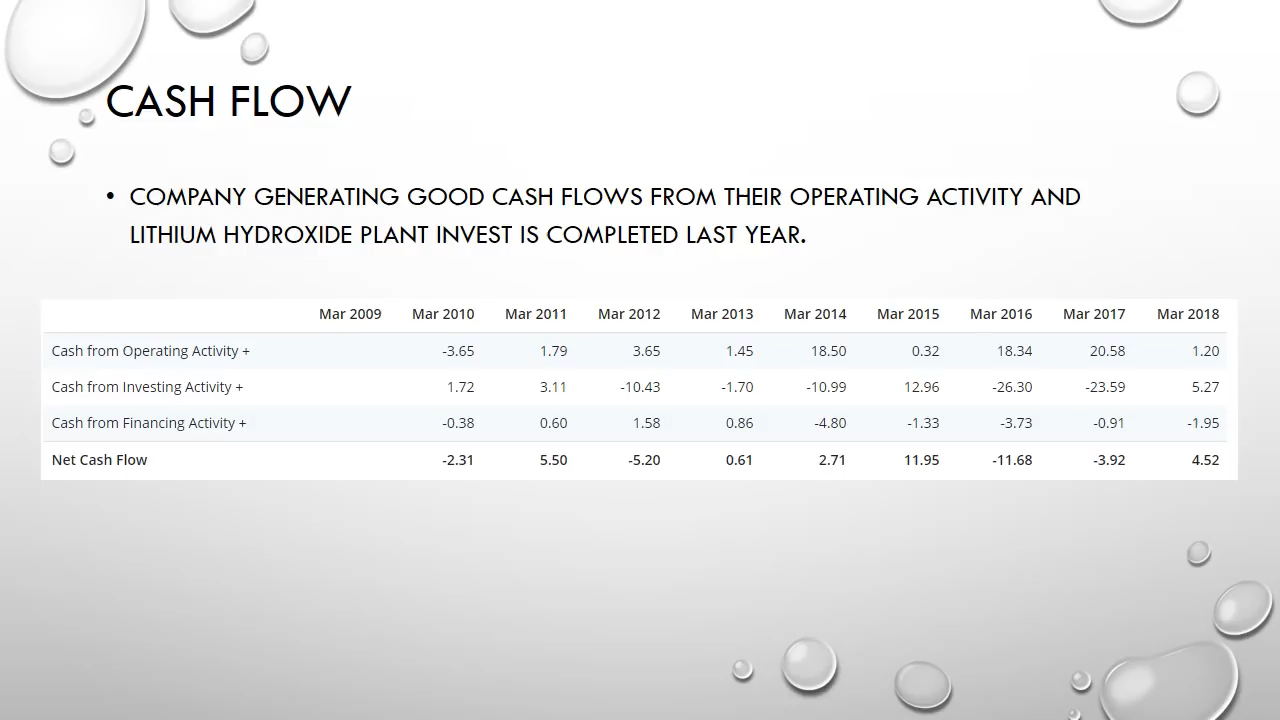 CASH FLOW
• COMPANY GENERATING GOOD CASH FLOWS FROM THEIR OPERATING ACTIVITY AND
LITHIUM HYDROXIDE PLANT INVEST IS COMPLETED LAST YEAR.
Mar 2009 Mar 2010 Mar 2011 Mar 2012 Mar 2013 Mar 2014 Mar 2015 Mar 2016 Mar 2017 Mar 2018
Cash from Operating Activity + -3.65 1.79 3.65 1.45 18.50 0.32 18.34 20.58 1.20
Cash from Investing Activity + 1.72 3.11 -10.43 -1.70 -10.99 12.96 -26.30 -23.59 5.27
Cash from Financing Activity + -0.38 0.60 1.58 0.86 -4.80 -1.33 -3.73 -0.91 -1.95
Net Cash Flow -2.31 5.50 -5.20 0.61 2.71 11.95 -11.68 -3.92 4.52